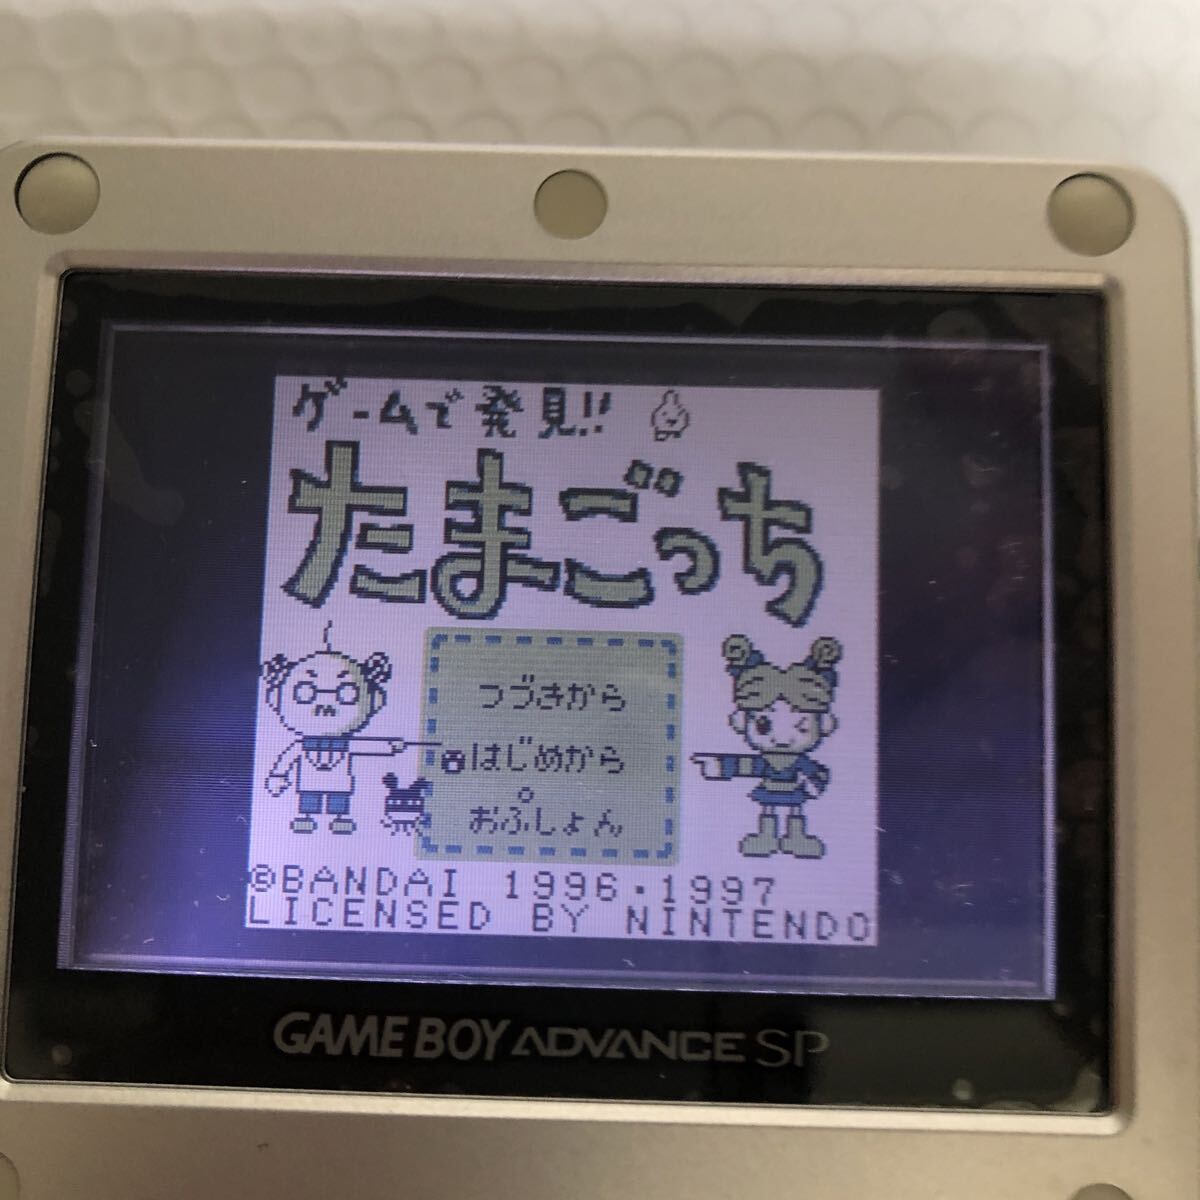 ゲームで発見!!
たまごっち
つづきから
はじめから
おぷしょん
©BANDAI 1996・1997
LICENSED BY NINTENDO
GAME BOY ADVANCE SP